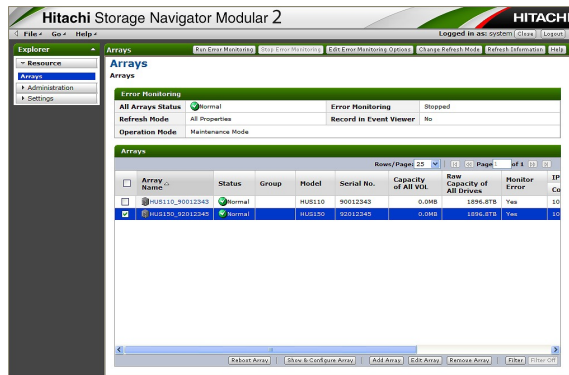 Hitachi Storage Navigator Modular 2
HITACHI
File Go Help
Logged in as: system Close Logout
Explorer
Resource
Arrays
Administration
Settings
Arrays Run Error Monitoring Stop Error Monitoring Edit Error Monitoring Options Change Refresh Mode Refresh Information Help
Arrays
Arrays
Error Monitoring
All Arrays Status Normal Error Monitoring Stopped
Refresh Mode All Properties Record in Event Viewer No
Operation Mode Maintenance Mode
Arrays
Rows/Page: 25 Page 1 of 1
Array Name Status Group Model Serial No. Capacity of All VOL Raw Capacity of All Drives Monitor Error IP Co
HUS110_90012343 Normal HUS110 90012343 0.0MB 1896.8TB Yes 10
HUS150_92012345 Normal HUS150 92012345 0.0MB 1896.8TB Yes 10
Reboot Array Show & Configure Array Add Array Edit Array Remove Array Filter Filter Off